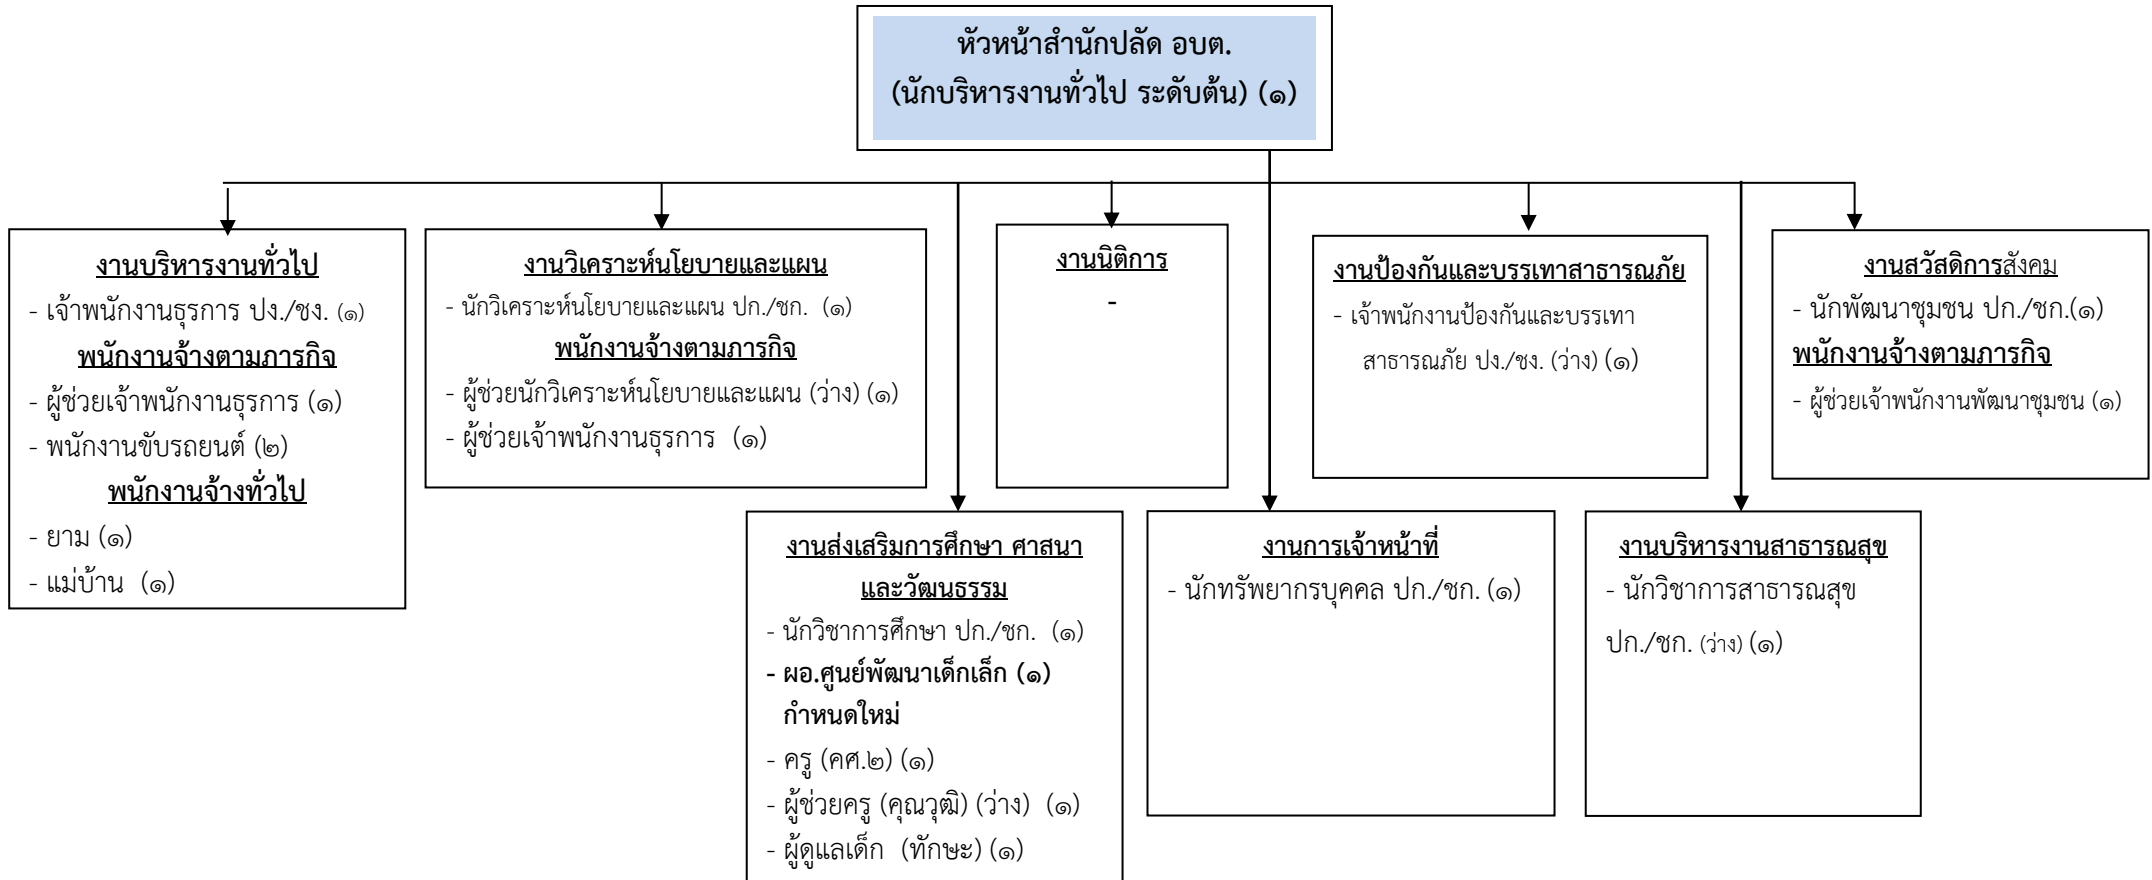 หัวหน้าสำนักปลัด อบต.
(นักบริหารงานทั่วไป ระดับต้น) (๑)
งานบริหารงานทั่วไป
- เจ้าพนักงานธุรการ ปง./ชง. (๑)
พนักงานจ้างตามภารกิจ
- ผู้ช่วยเจ้าพนักงานธุรการ (๑)
- พนักงานขับรถยนต์ (๒)
พนักงานจ้างทั่วไป
- ยาม (๑)
- แม่บ้าน (๑)
งานวิเคราะห์นโยบายและแผน
- นักวิเคราะห์นโยบายและแผน ปก./ชก. (๑)
พนักงานจ้างตามภารกิจ
- ผู้ช่วยนักวิเคราะห์นโยบายและแผน (ว่าง) (๑)
- ผู้ช่วยเจ้าพนักงานธุรการ (๑)
งานนิติการ
-
งานป้องกันและบรรเทาสาธารณภัย
- เจ้าพนักงานป้องกันและบรรเทา
สาธารณภัย ปง./ชง. (ว่าง) (๑)
งานสวัสดิการสังคม
- นักพัฒนาชุมชน ปก./ชก.(๑)
พนักงานจ้างตามภารกิจ
- ผู้ช่วยเจ้าพนักงานพัฒนาชุมชน (๑)
งานส่งเสริมการศึกษา ศาสนา
และวัฒนธรรม
- นักวิชาการศึกษา ปก./ชก. (๑)
- ผอ.ศูนย์พัฒนาเด็กเล็ก (๑)
กำหนดใหม่
- ครู (คศ.๒) (๑)
- ผู้ช่วยครู (คุณวุฒิ) (ว่าง) (๑)
- ผู้ดูแลเด็ก (ทักษะ) (๑)
งานการเจ้าหน้าที่
- นักทรัพยากรบุคคล ปก./ชก. (๑)
งานบริหารงานสาธารณสุข
- นักวิชาการสาธารณสุข
ปก./ชก. (ว่าง) (๑)